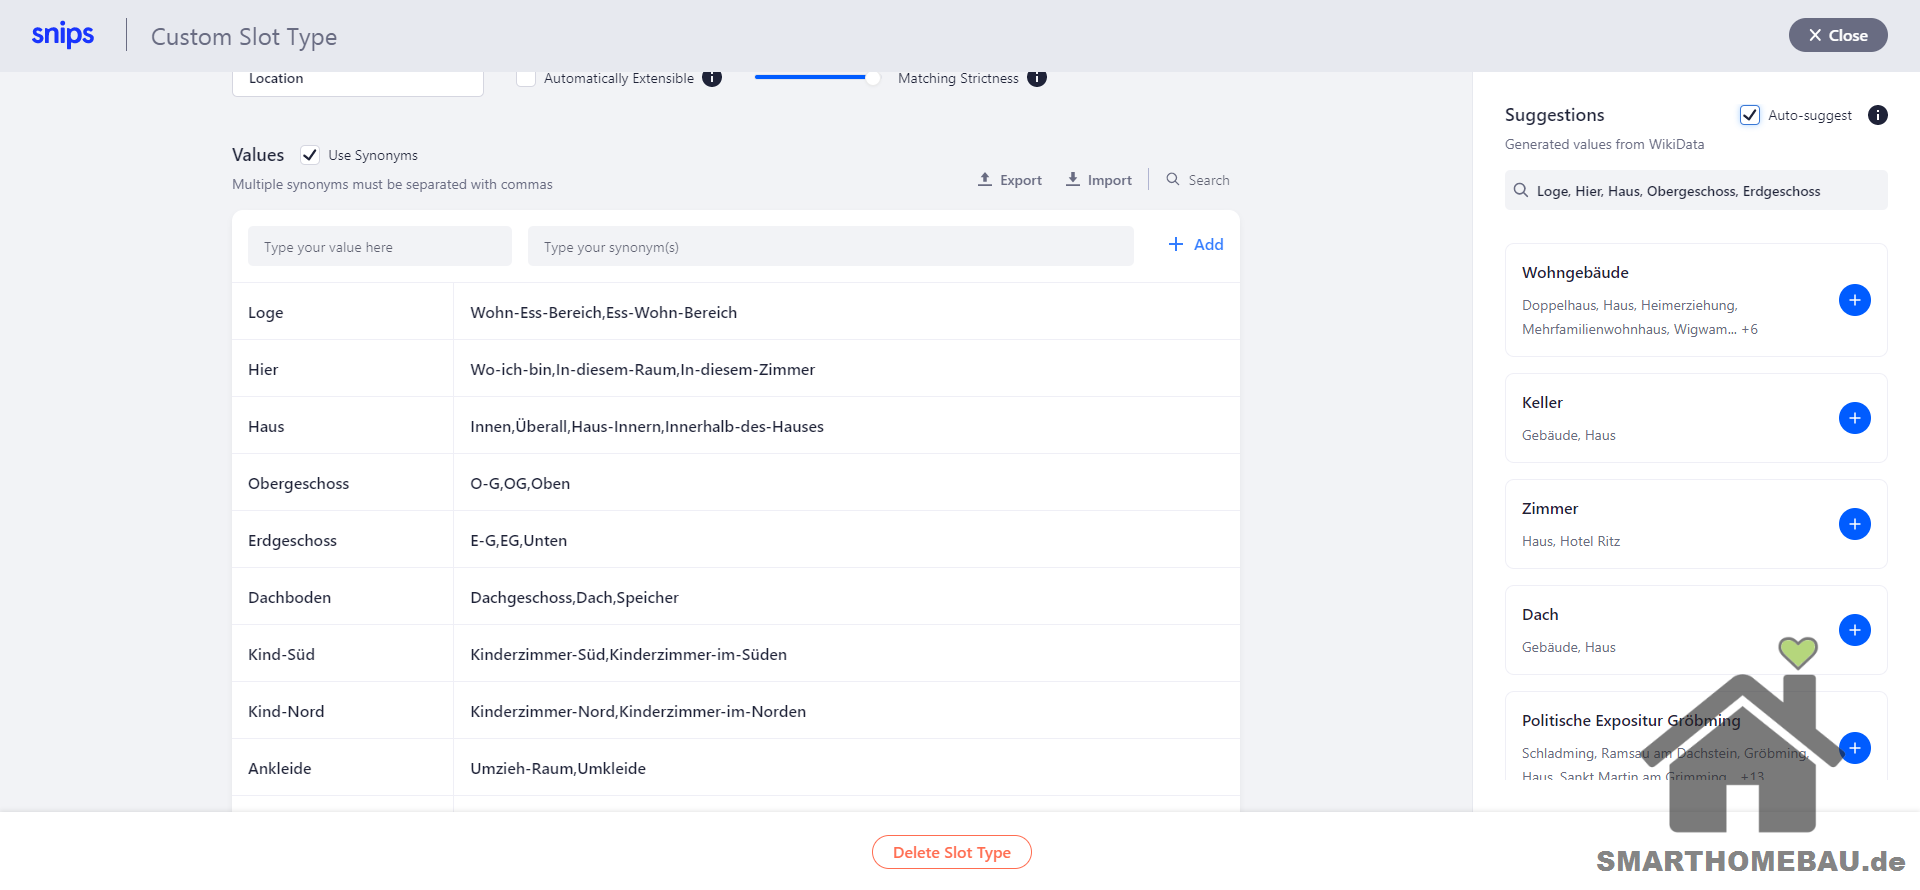 snips
Custom Slot Type
Close
Location
Automatically Extensible
Matching Strictness
Values
Use Synonyms
Multiple synonyms must be separated with commas
Export
Import
Search
Type your value here
Type your synonym(s)
Add
Loge
Wohn-Ess-Bereich,Ess-Wohn-Bereich
Hier
Wo-ich-bin,In-diesem-Raum,In-diesem-Zimmer
Haus
Innen,Überall,Haus-Innern,Innerhalb-des-Hauses
Obergeschoss
O-G,OG,Oben
Erdgeschoss
E-G,EG,Unten
Dachboden
Dachgeschoss,Dach,Speicher
Kind-Süd
Kinderzimmer-Süd,Kinderzimmer-im-Süden
Kind-Nord
Kinderzimmer-Nord,Kinderzimmer-im-Norden
Ankleide
Umzieh-Raum,Umkleide
Delete Slot Type
Suggestions
Auto-suggest
Generated values from WikiData
Loge, Hier, Haus, Obergeschoss, Erdgeschoss
Wohngebäude
Doppelhaus, Haus, Heimerziehung,
Mehrfamilienwohnhaus, Wigwam... +6
Keller
Gebäude, Haus
Zimmer
Haus, Hotel Ritz
Dach
Gebäude, Haus
Politische Expositur Gröbming
Schladming, Ramsau am Dachstein, Gröbming,
Haus, Sankt Martin am Grimming... +13
SMARTHOMEBAU.de